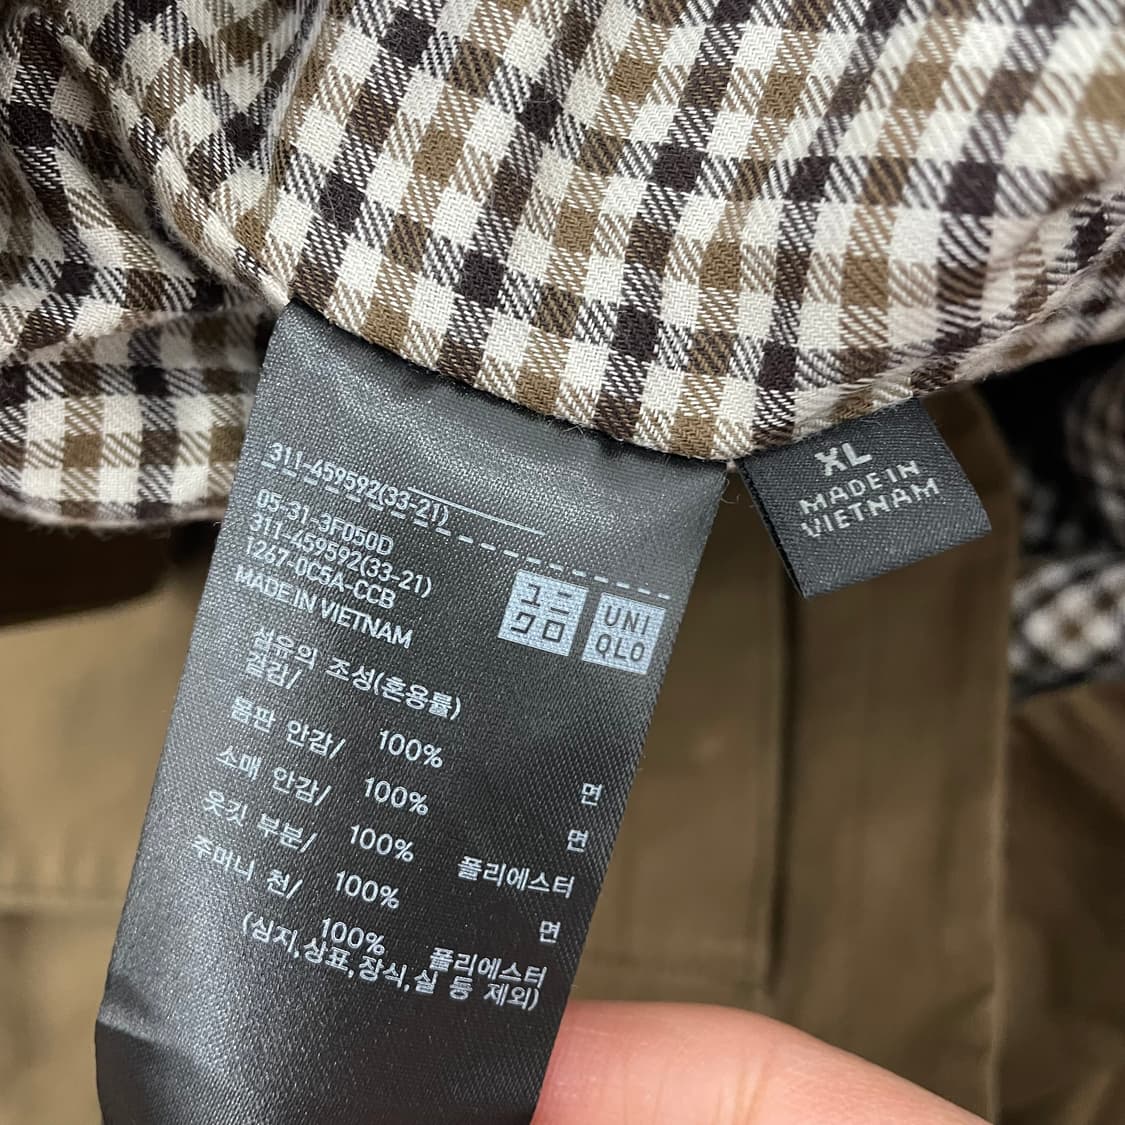 311-459592(33-21)
05-31-3F050D
311-459592(33-21)
1267-0C5A-CCB
MADE IN VIETNAM
ユニ
クロ
UNI
QLO
섬유의 조성(혼용률)
겉감/ 100% 면
몸판 안감/ 100% 면
소매 안감/ 100% 폴리에스터
옷깃 부분/ 100% 면
주머니 천/ 100% 폴리에스터
(심지,상표,장식,실 등 제외)
XL
MADE IN
VIETNAM